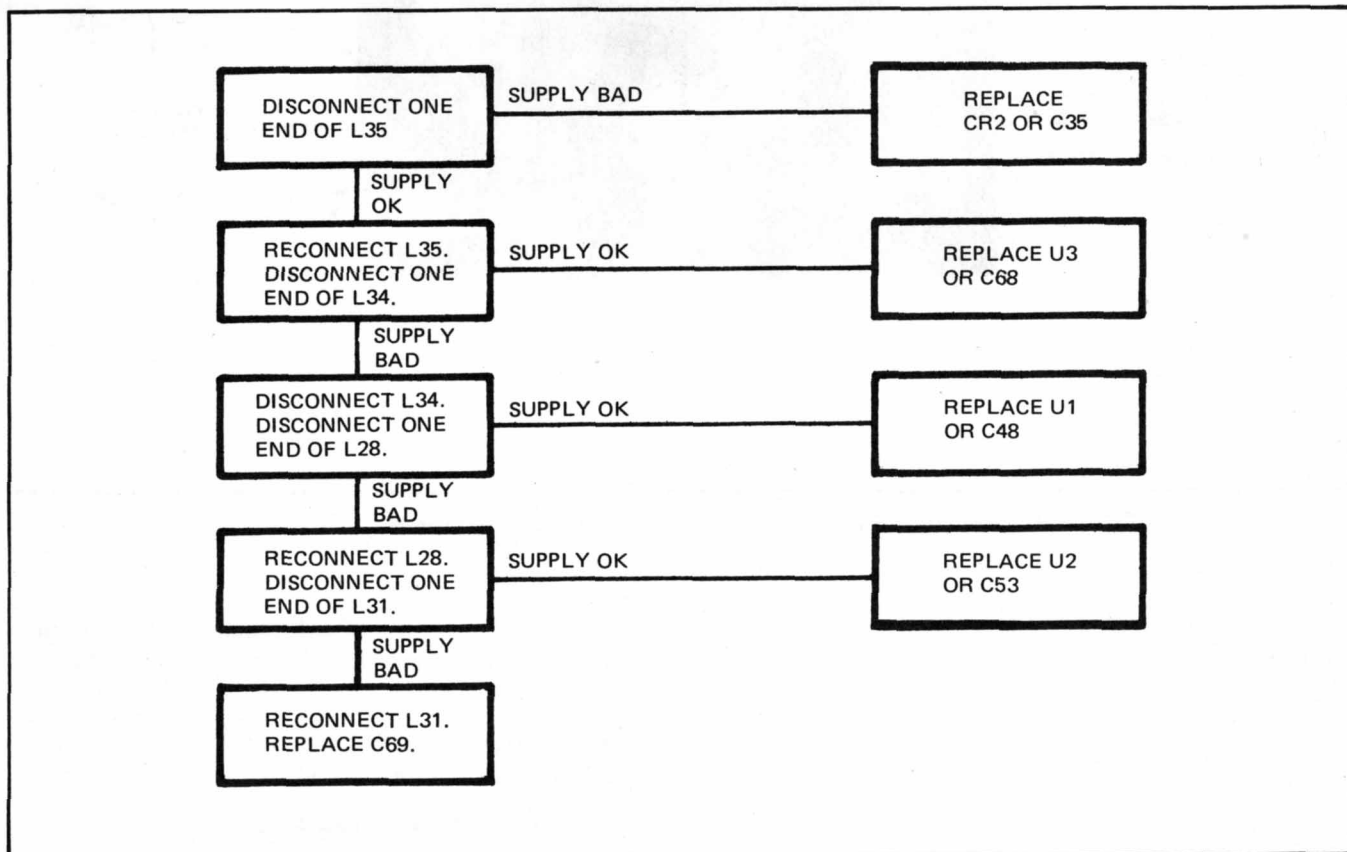 DISCONNECT ONE
END OF L35
SUPPLY BAD
REPLACE
CR2 OR C35
SUPPLY
OK
RECONNECT L35.
DISCONNECT ONE
END OF L34.
SUPPLY OK
REPLACE U3
OR C68
SUPPLY
BAD
DISCONNECT L34.
DISCONNECT ONE
END OF L28.
SUPPLY OK
REPLACE U1
OR C48
SUPPLY
BAD
RECONNECT L28.
DISCONNECT ONE
END OF L31.
SUPPLY OK
REPLACE U2
OR C53
SUPPLY
BAD
RECONNECT L31.
REPLACE C69.